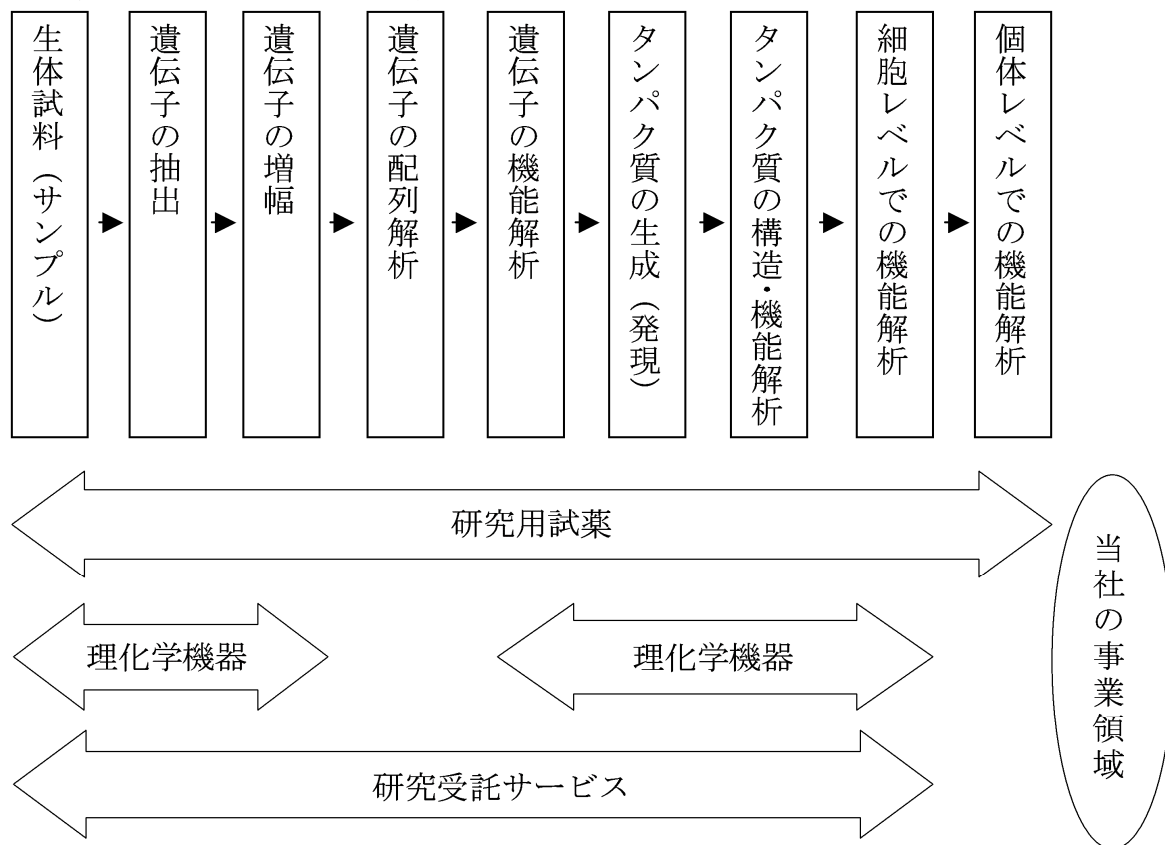 生体試料（サンプル）
遺伝子の抽出
遺伝子の増幅
遺伝子の配列解析
遺伝子の機能解析
タンパク質の生成（発現）
タンパク質の構造・機能解析
細胞レベルでの機能解析
個体レベルでの機能解析
研究用試薬
理化学機器
理化学機器
研究受託サービス
当社の事業領域